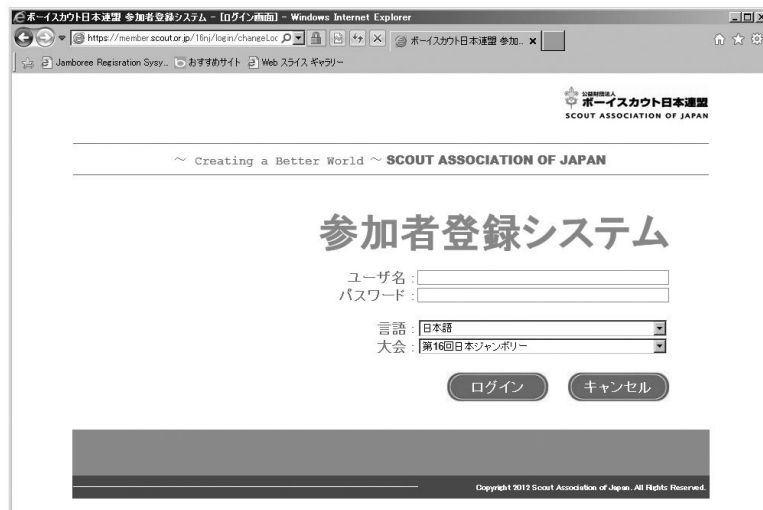 ボーイスカウト日本連盟 参加者登録システム - [ログイン画面] - Windows Internet Explorer
https://member.scout.or.jp/16nj/login/changeLoc
ボーイスカウト日本連盟 参加...
Jamboree Regisration Sysy...
おすすめサイト
Web スライス ギャラリー
公益財団法人
ボーイスカウト日本連盟
SCOUT ASSOCIATION OF JAPAN
～ Creating a Better World ～ SCOUT ASSOCIATION OF JAPAN
参加者登録システム
ユーザ名 :
パスワード :
言語 : 日本語
大会 : 第16回日本ジャンボリー
ログイン
キャンセル
Copyright 2012 Scout Association of Japan. All Rights Reserved.